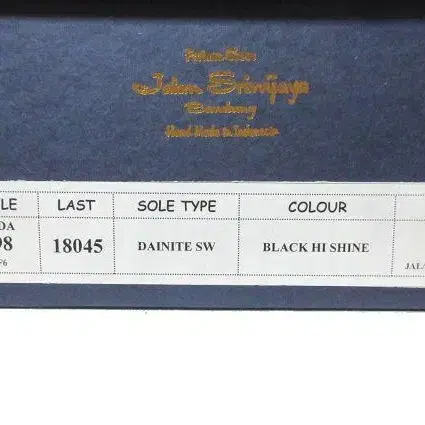 Jalan Sriwijaya
Bandung
Hand Made in Indonesia
LE LAST SOLE TYPE COLOUR
DA
98 18045 DAINITE SW BLACK HI SHINE
F6 JAL